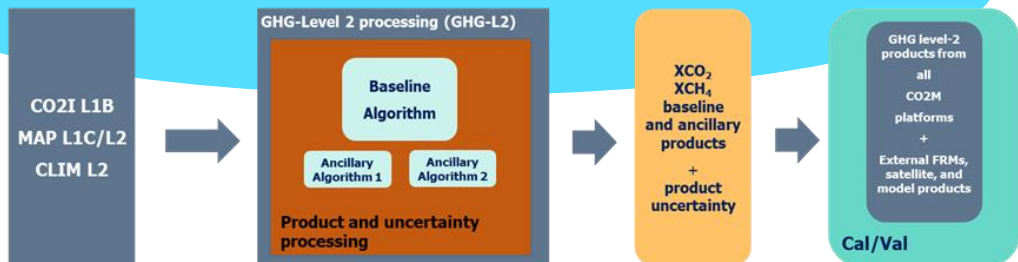 CO2I L1B
MAP L1C/L2
CLIM L2
GHG-Level 2 processing (GHG-L2)
Baseline
Algorithm
Ancillary
Algorithm 1
Ancillary
Algorithm 2
Product and uncertainty
processing
XCO₂
XCH₄
baseline
and ancillary
products
+
product
uncertainty
GHG level-2
products from
all
CO2M
platforms
+
External FRMs,
satellite, and
model products
Cal/Val